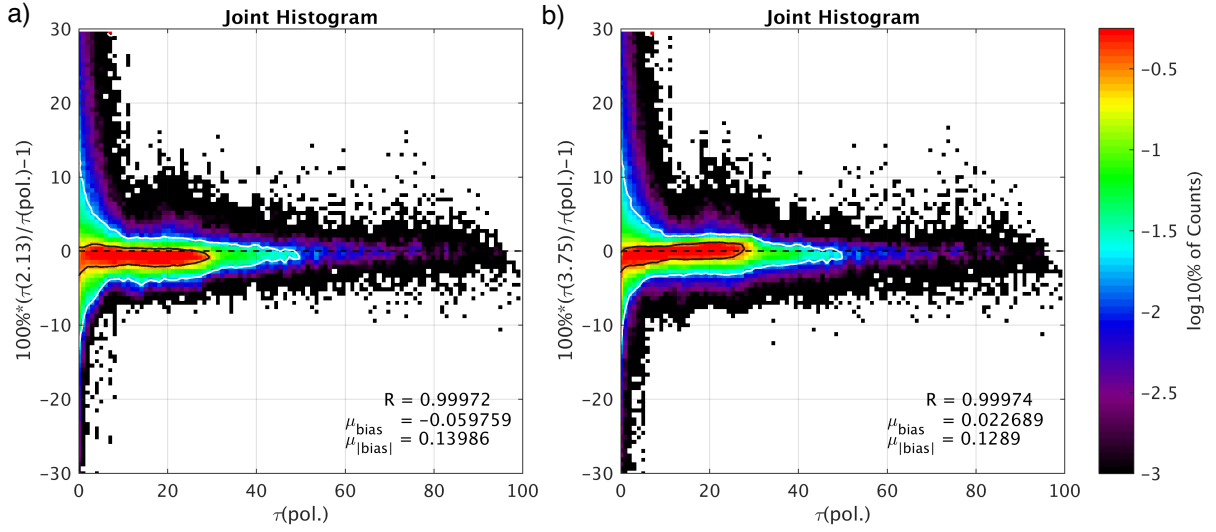 a)
Joint Histogram
100%*(τ(2.13)/τ(pol.)−1)
30
20
10
0
−10
−20
−30
R = 0.99972
μbias = −0.059759
μ|bias| = 0.13986
0 20 40 60 80 100
τ(pol.)
b)
Joint Histogram
100%*(τ(3.75)/τ(pol.)−1)
30
20
10
0
−10
−20
−30
R = 0.99974
μbias = 0.022689
μ|bias| = 0.1289
0 20 40 60 80 100
τ(pol.)
−0.5
−1
−1.5
−2
−2.5
−3
log10(% of Counts)